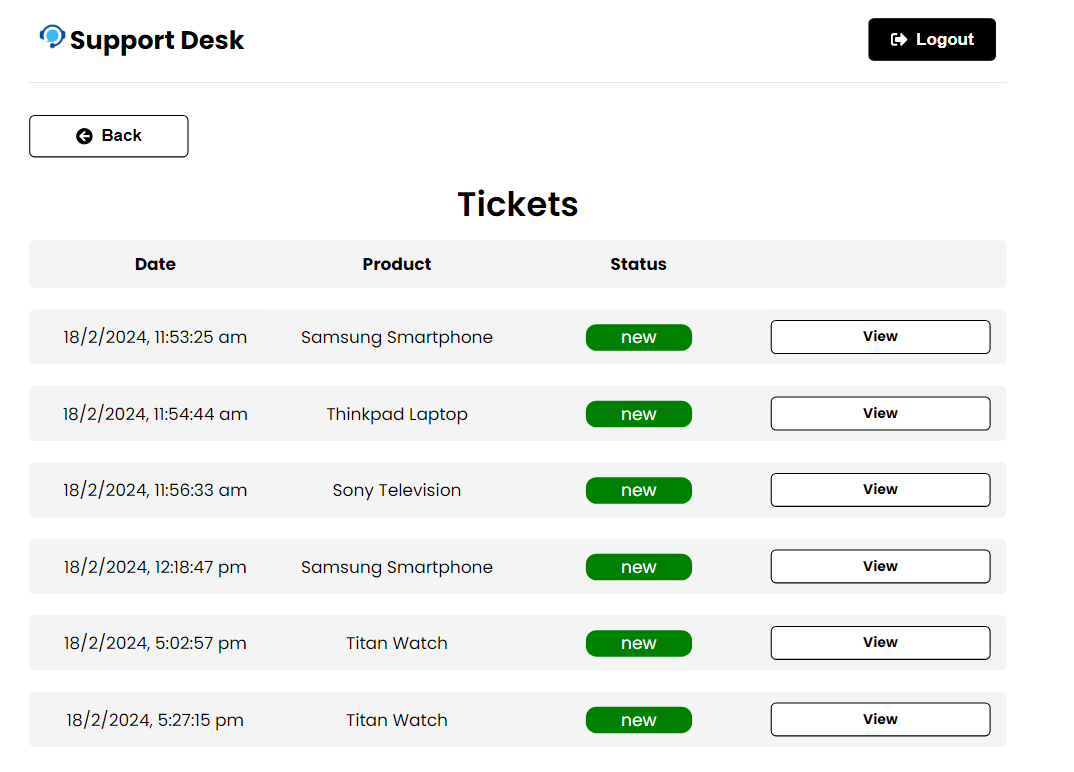 Support Desk
Logout
Back
Tickets
Date Product Status
18/2/2024, 11:53:25 am Samsung Smartphone new View
18/2/2024, 11:54:44 am Thinkpad Laptop new View
18/2/2024, 11:56:33 am Sony Television new View
18/2/2024, 12:18:47 pm Samsung Smartphone new View
18/2/2024, 5:02:57 pm Titan Watch new View
18/2/2024, 5:27:15 pm Titan Watch new View